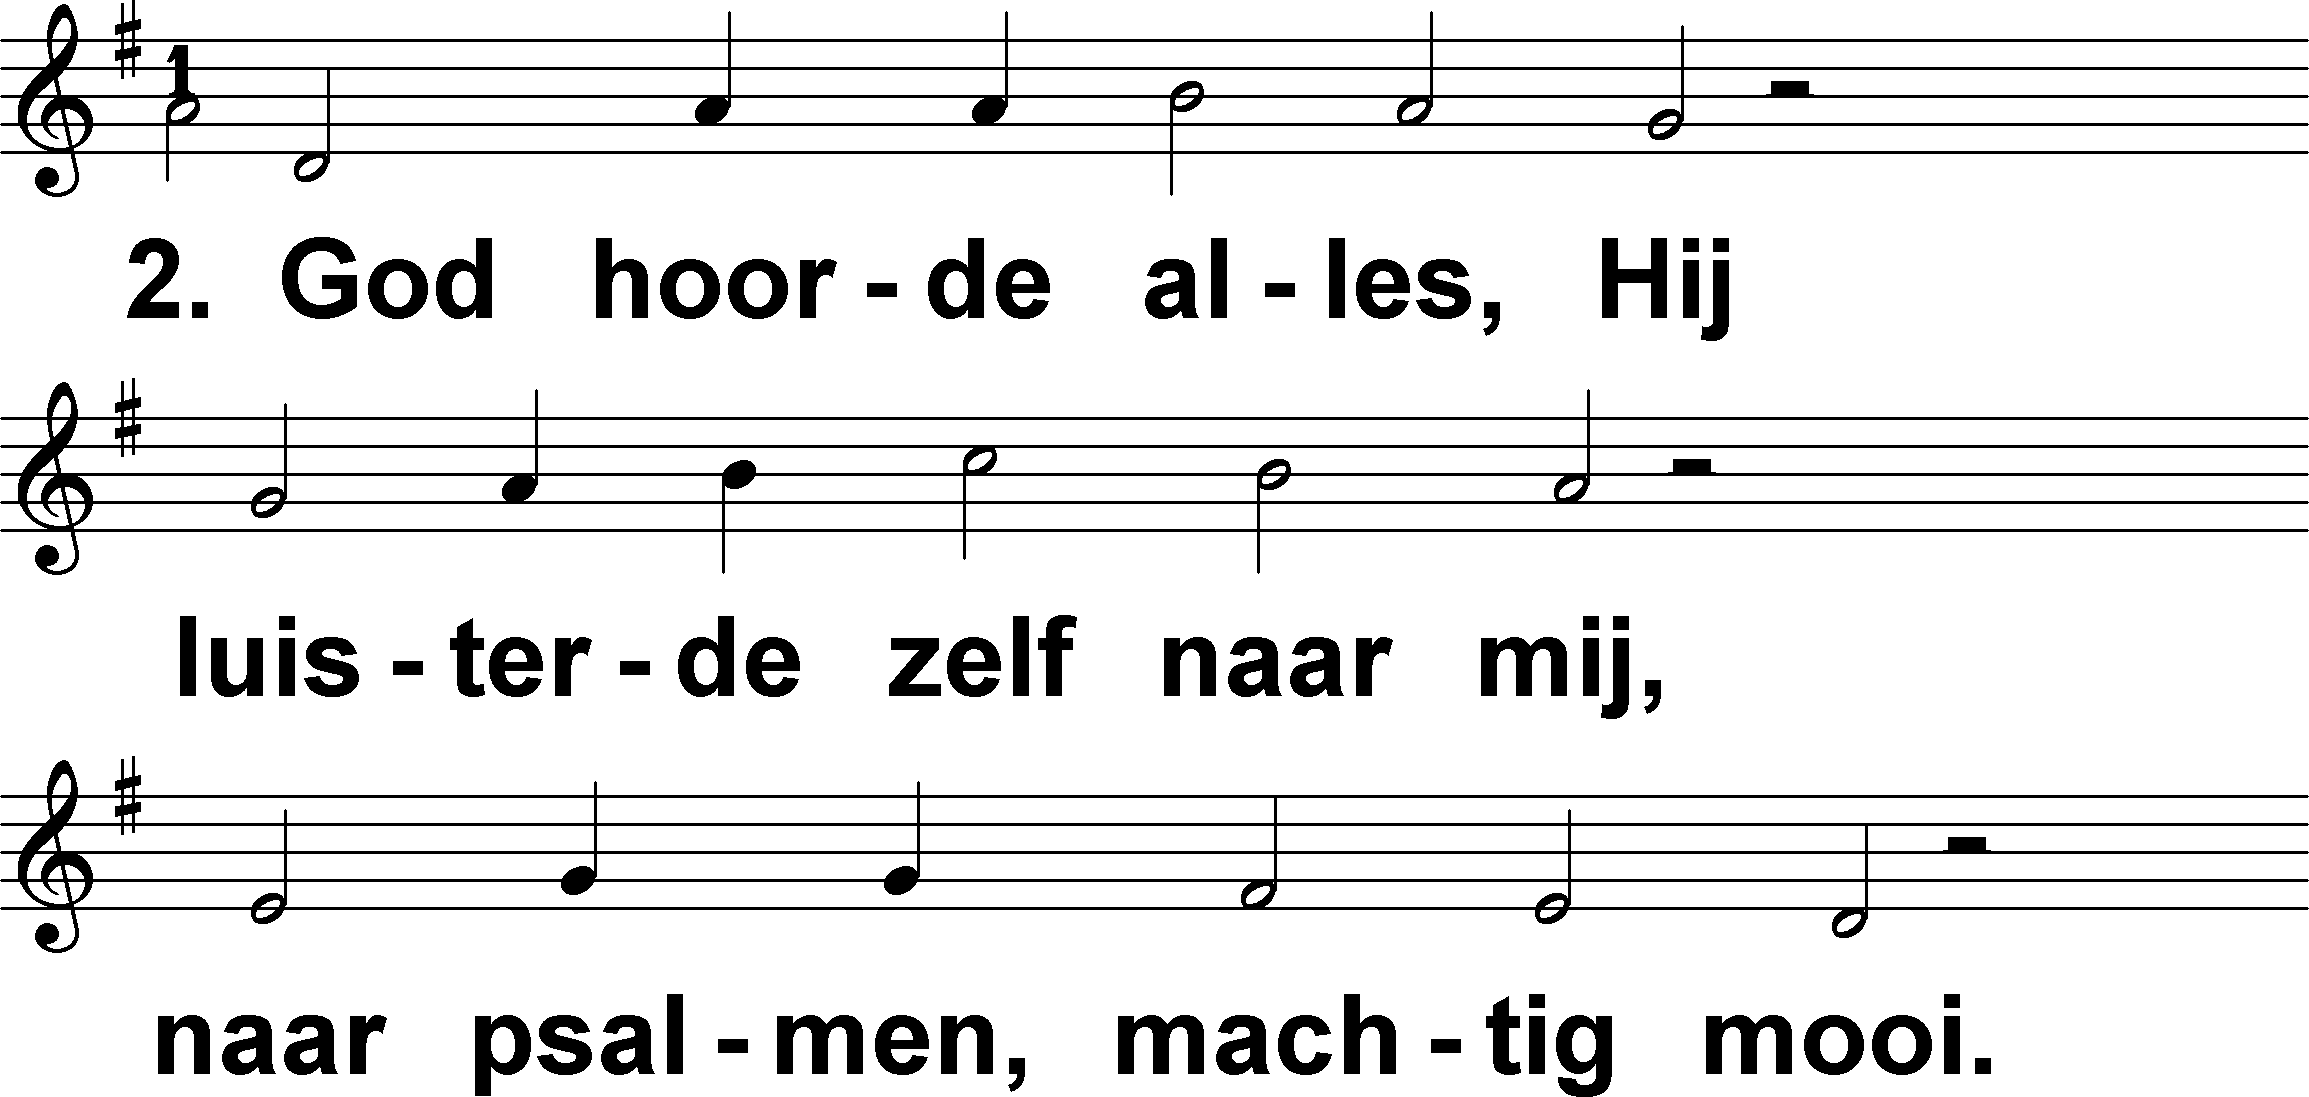 1
2. God hoor - de al - les, Hij
luis - ter - de zelf naar mij,
naar psal - men, mach - tig mooi.